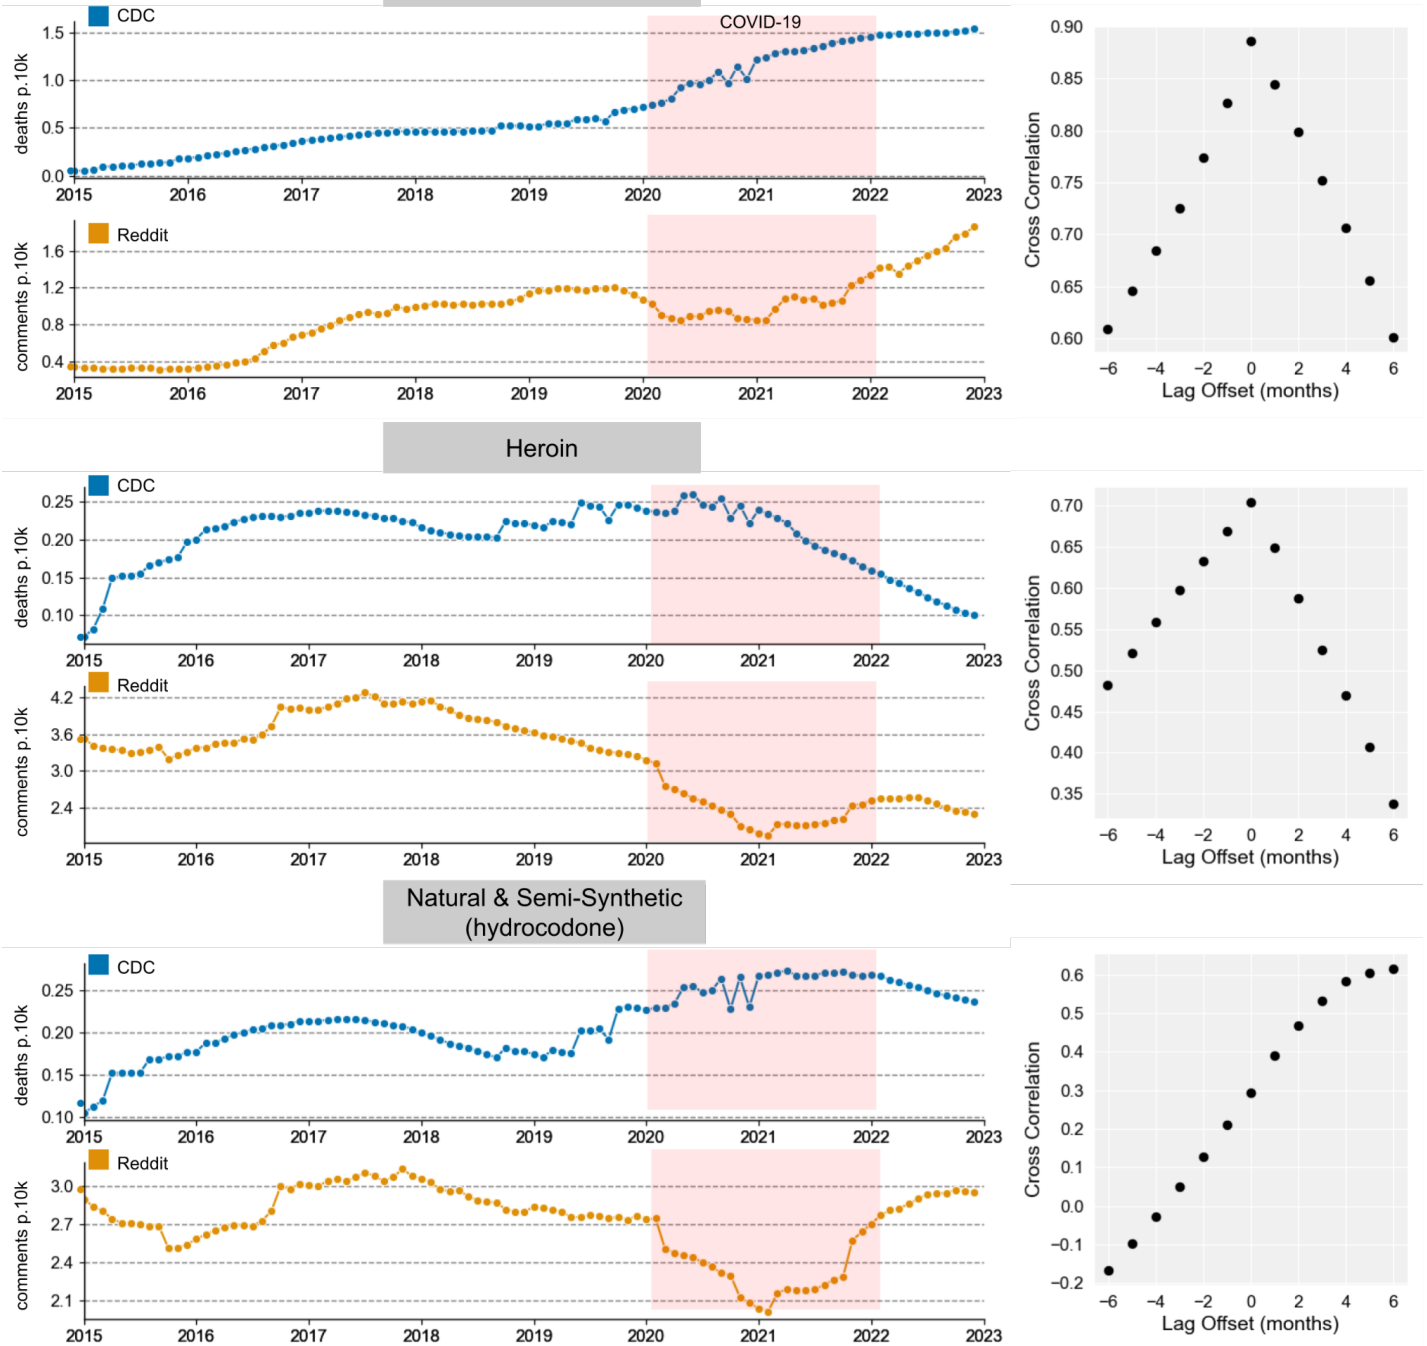 CDC
COVID-19
deaths p.10k
1.5
1.0
0.5
0.0
2015 2016 2017 2018 2019 2020 2021 2022 2023
Reddit
comments p.10k
1.6
1.2
0.8
0.4
2015 2016 2017 2018 2019 2020 2021 2022 2023
Cross Correlation
0.90
0.85
0.80
0.75
0.70
0.65
0.60
−6 −4 −2 0 2 4 6
Lag Offset (months)
Heroin
CDC
deaths p.10k
0.25
0.20
0.15
0.10
2015 2016 2017 2018 2019 2020 2021 2022 2023
Reddit
comments p.10k
4.2
3.6
3.0
2.4
2015 2016 2017 2018 2019 2020 2021 2022 2023
Cross Correlation
0.70
0.65
0.60
0.55
0.50
0.45
0.40
0.35
−6 −4 −2 0 2 4 6
Lag Offset (months)
Natural & Semi-Synthetic
(hydrocodone)
CDC
deaths p.10k
0.25
0.20
0.15
0.10
2015 2016 2017 2018 2019 2020 2021 2022 2023
Reddit
comments p.10k
3.0
2.7
2.4
2.1
2015 2016 2017 2018 2019 2020 2021 2022 2023
Cross Correlation
0.6
0.5
0.4
0.3
0.2
0.1
0.0
−0.1
−0.2
−6 −4 −2 0 2 4 6
Lag Offset (months)